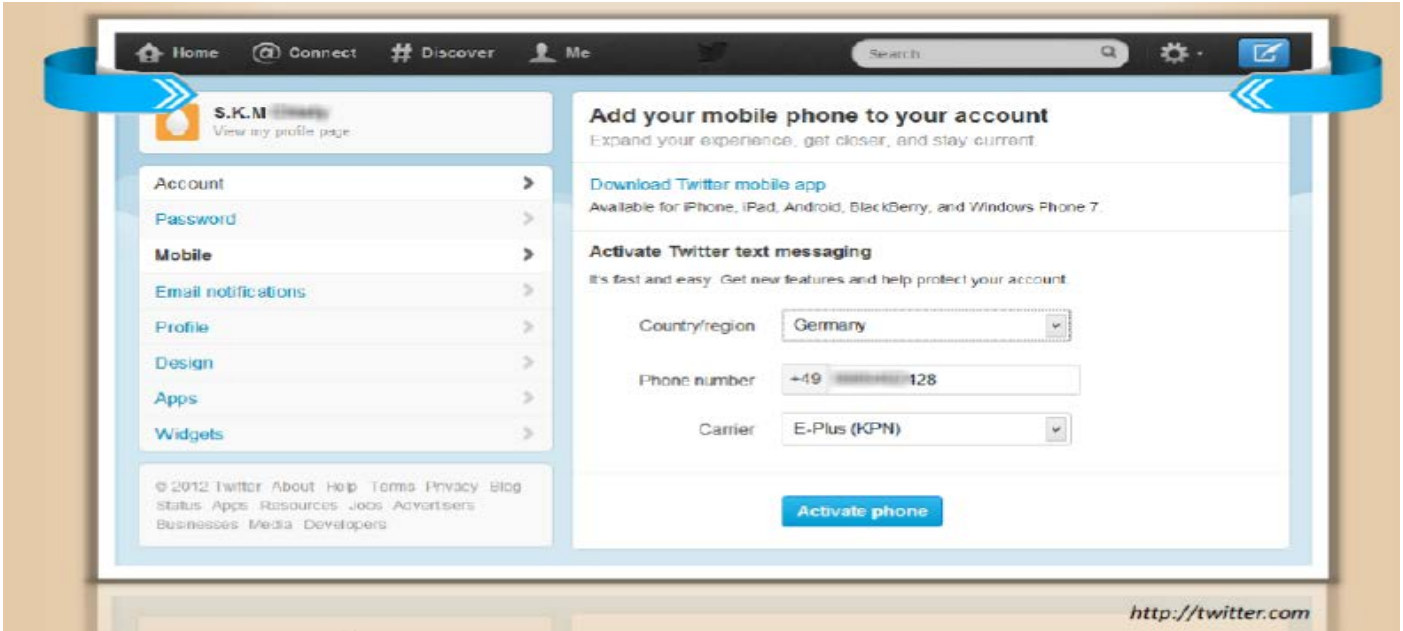 Home Connect Discover Me Search
S.K.M
View my profile page
Account
Password
Mobile
Email notifications
Profile
Design
Apps
Widgets
© 2012 Twitter About Help Terms Privacy Blog
Status Apps Resources Jobs Advertisers
Businesses Media Developers
Add your mobile phone to your account
Expand your experience, get closer, and stay current
Download Twitter mobile app
Available for iPhone, iPad, Android, BlackBerry, and Windows Phone 7.
Activate Twitter text messaging
It's fast and easy. Get new features and help protect your account.
Country/region Germany
Phone number +49 428
Carrier E-Plus (KPN)
Activate phone
http://twitter.com